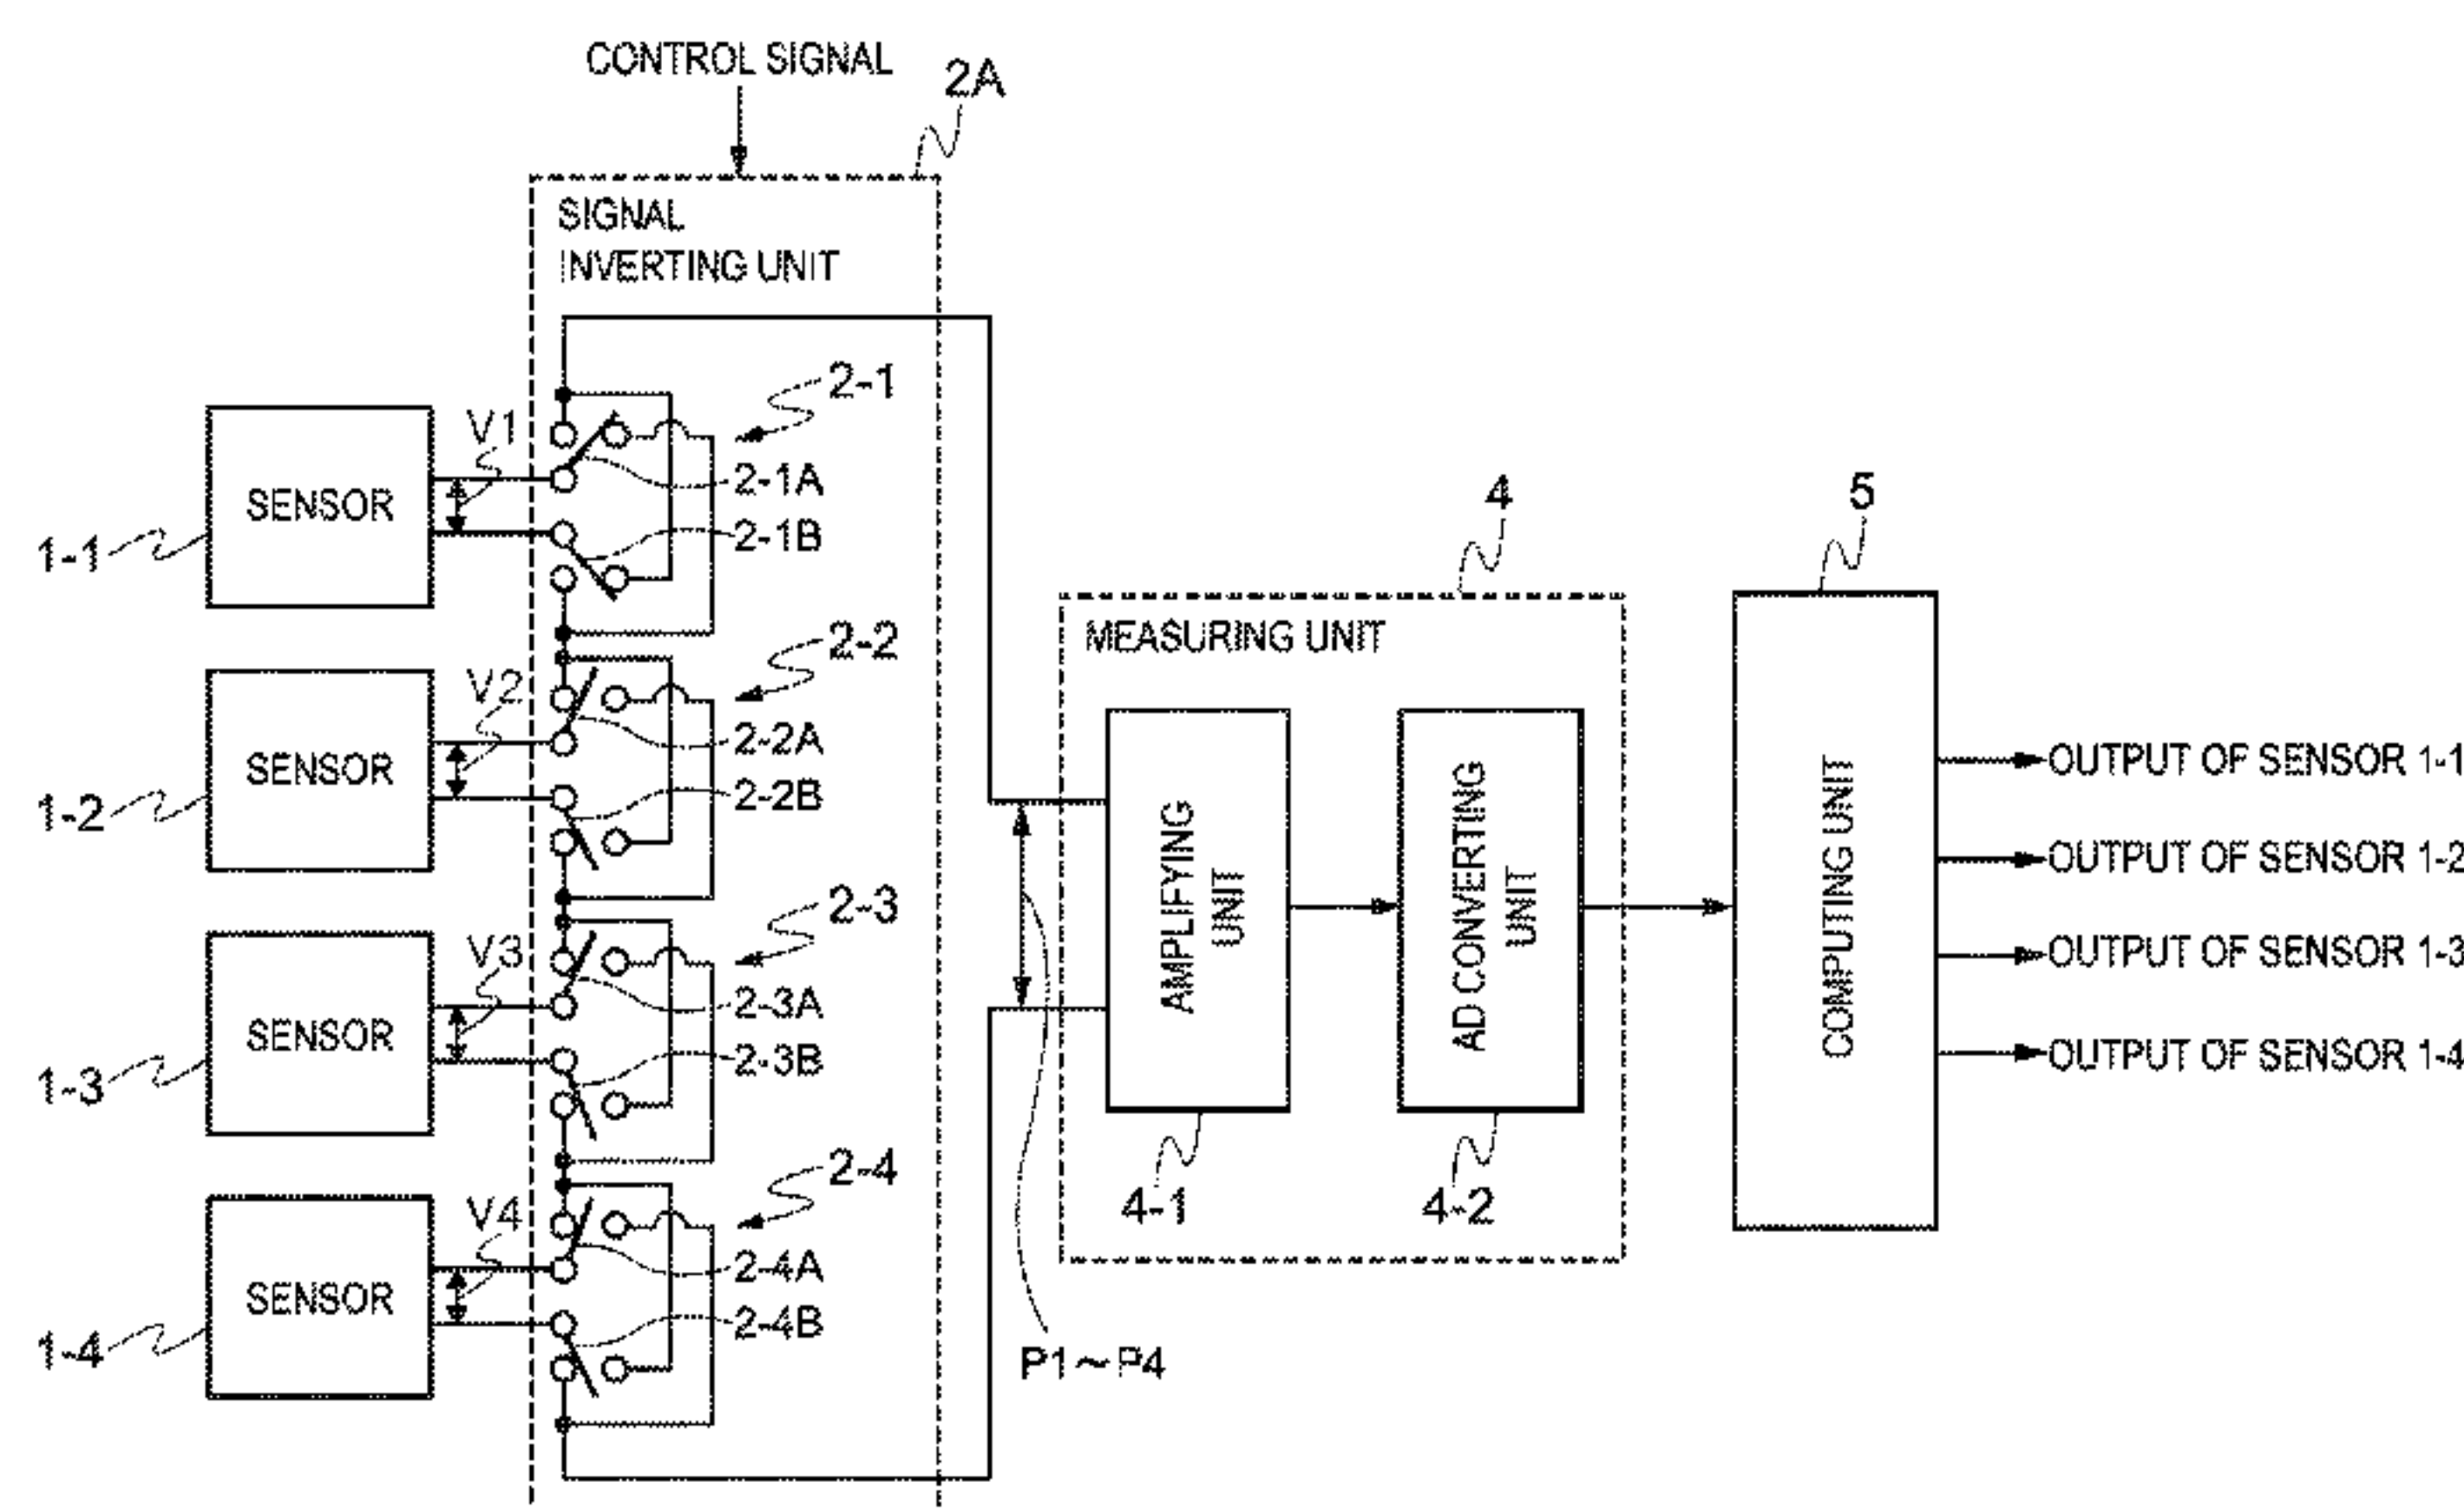 CONTROL SIGNAL
2A
SIGNAL
INVERTING UNIT
2-1
V1
SENSOR
2-1A
2-1B
1-1
2-2
V2
SENSOR
2-2A
2-2B
1-2
2-3
V3
SENSOR
2-3A
2-3B
1-3
2-4
V4
SENSOR
2-4A
2-4B
1-4
4
MEASURING UNIT
AMPLIFYING
UNIT
AD CONVERTING
UNIT
4-1
4-2
P1~P4
5
COMPUTING UNIT
OUTPUT OF SENSOR 1-1
OUTPUT OF SENSOR 1-2
OUTPUT OF SENSOR 1-3
OUTPUT OF SENSOR 1-4